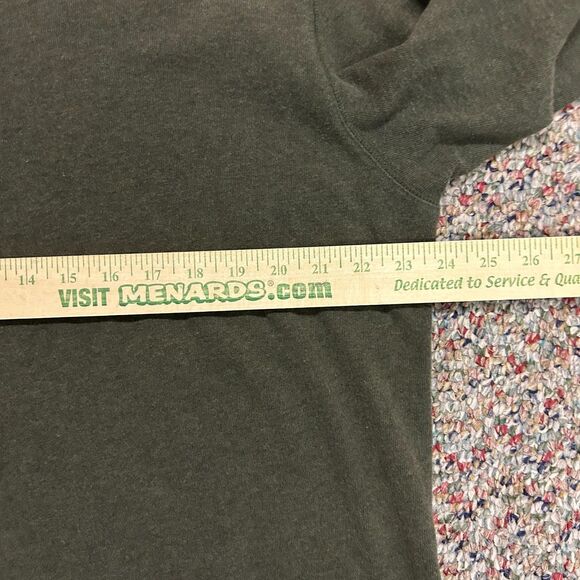 14 15 16 17 18 19 20 21 22 23 24 25 26 27
VISIT MENARDS®.com Dedicated to Service & Qua